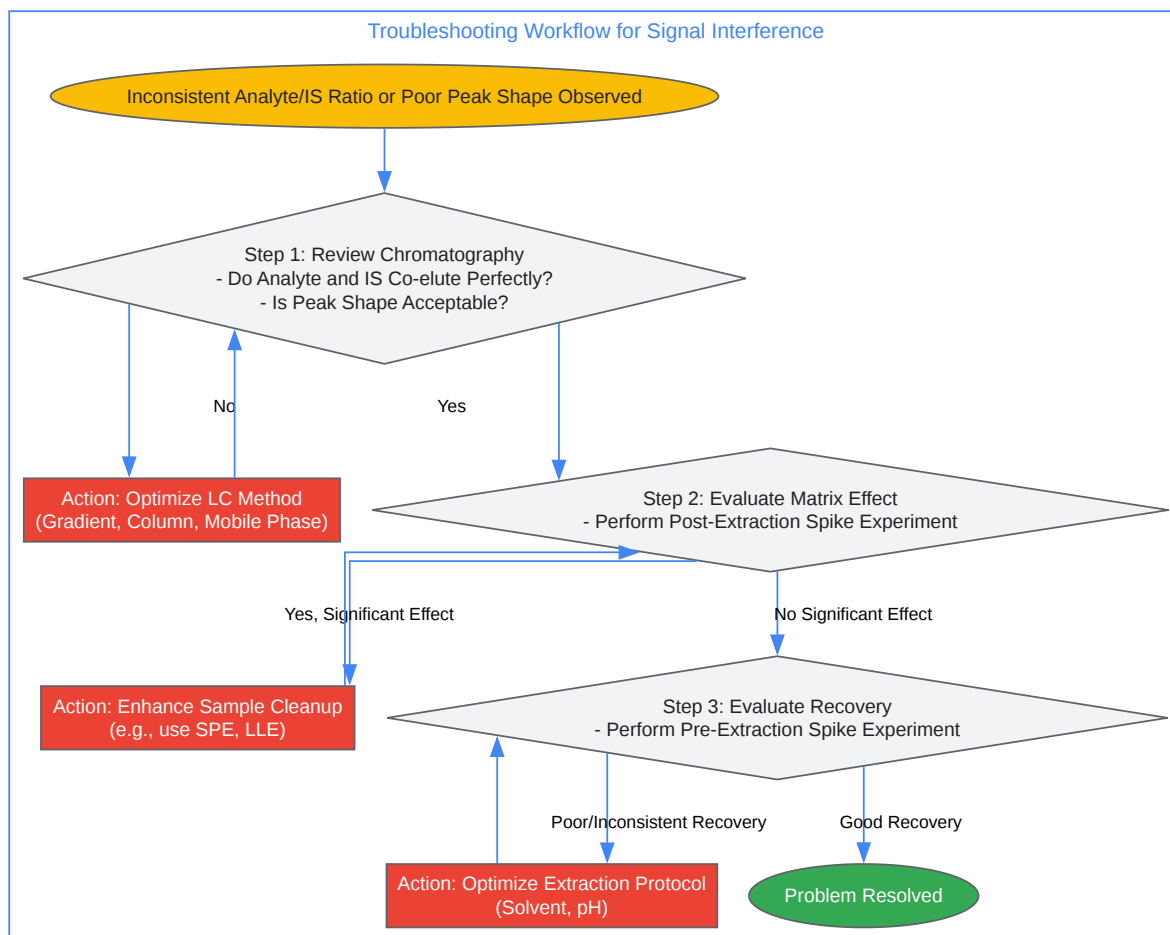 Troubleshooting Workflow for Signal Interference
Inconsistent Analyte/IS Ratio or Poor Peak Shape Observed
Step 1: Review Chromatography
- Do Analyte and IS Co-elute Perfectly?
- Is Peak Shape Acceptable?
No
Yes
Action: Optimize LC Method
(Gradient, Column, Mobile Phase)
Step 2: Evaluate Matrix Effect
- Perform Post-Extraction Spike Experiment
Yes, Significant Effect
No Significant Effect
Action: Enhance Sample Cleanup
(e.g., use SPE, LLE)
Step 3: Evaluate Recovery
- Perform Pre-Extraction Spike Experiment
Poor/Inconsistent Recovery
Good Recovery
Action: Optimize Extraction Protocol
(Solvent, pH)
Problem Resolved